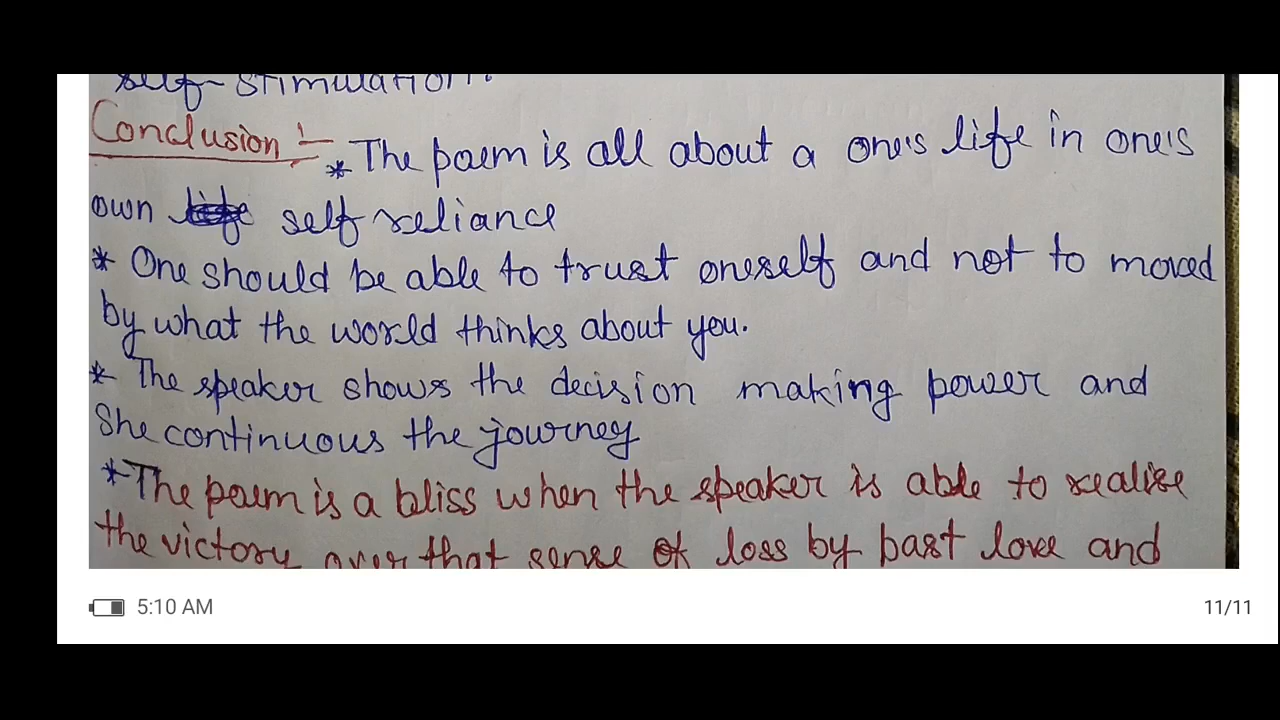 self-stimulation.
Conclusion :-
* The poem is all about a one's life in one's
own life self reliance
* One should be able to trust oneself and not to moved
by what the world thinks about you.
* The speaker shows the decision making power and
She continuous the journey
* The poem is a bliss when the speaker is able to realise
the victory over that sense of loss by past love and
5:10 AM
11/11